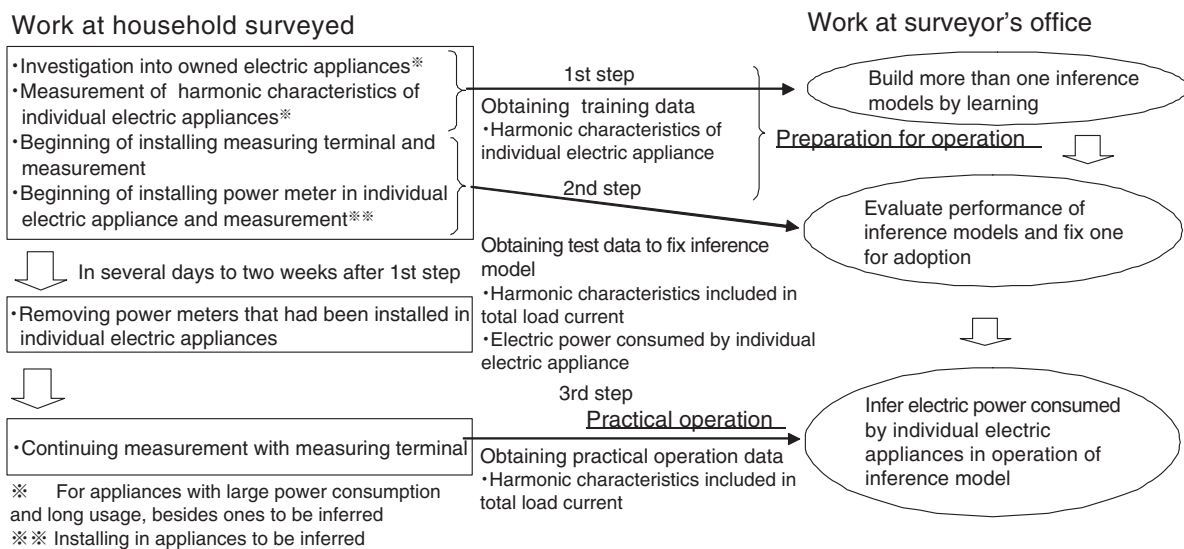 Work at household surveyed
・Investigation into owned electric appliances※
・Measurement of harmonic characteristics of
individual electric appliances※
・Beginning of installing measuring terminal and
measurement
・Beginning of installing power meter in individual
electric appliance and measurement※※
In several days to two weeks after 1st step
・Removing power meters that had been installed in
individual electric appliances
・Continuing measurement with measuring terminal
※ For appliances with large power consumption
and long usage, besides ones to be inferred
※※ Installing in appliances to be inferred
1st step
Obtaining training data
・Harmonic characteristics of
individual electric appliance
Preparation for operation
2nd step
Obtaining test data to fix inference
model
・Harmonic characteristics included in
total load current
・Electric power consumed by individual
electric appliance
3rd step
Practical operation
Obtaining practical operation data
・Harmonic characteristics included in
total load current
Work at surveyor's office
Build more than one inference
models by learning
Evaluate performance of
inference models and fix one
for adoption
Infer electric power consumed
by individual electric
appliances in operation of
inference model